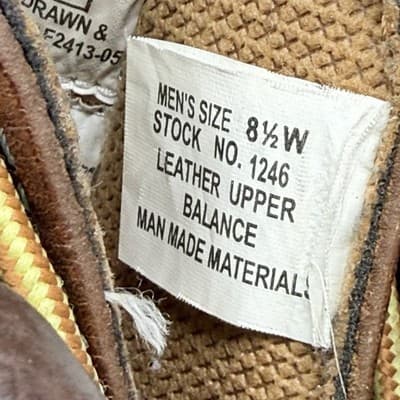 DRAWN &
F2413-05
MEN'S SIZE 8½W
STOCK NO. 1246
LEATHER UPPER
BALANCE
MAN MADE MATERIALS